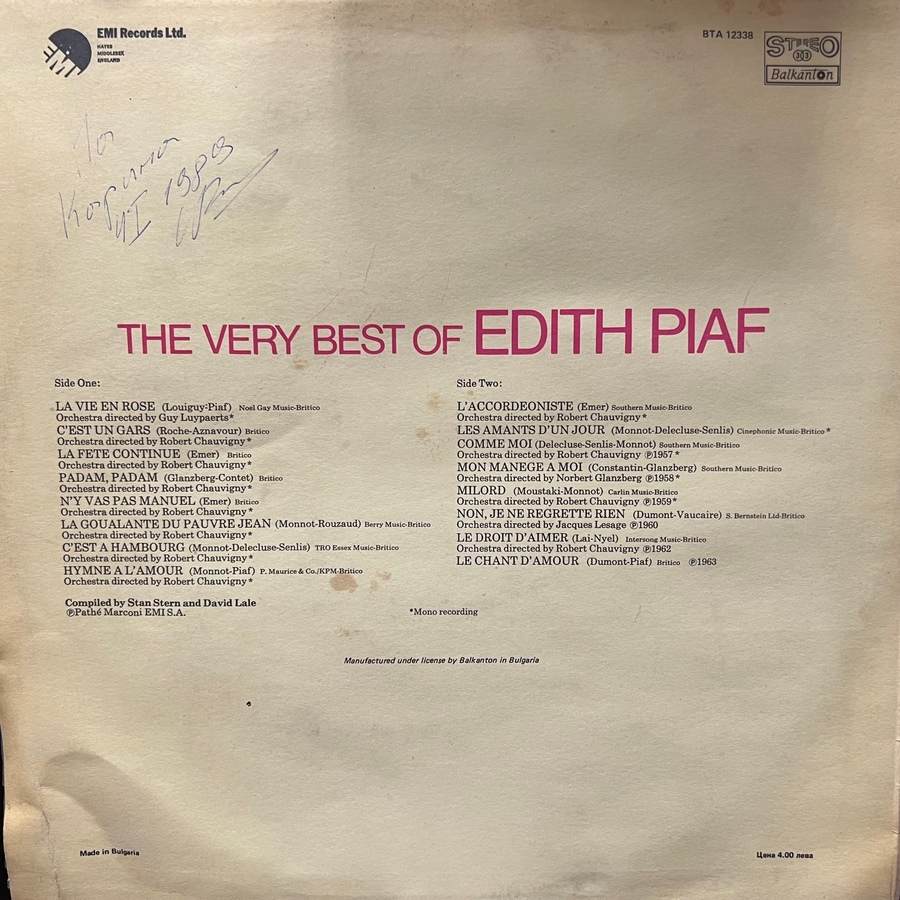 EMI Records Ltd.
HAYES
MIDDLESEX
ENGLAND
EMI
BTA 12338
STEREO
33
Balkanton
1989
THE VERY BEST OF EDITH PIAF
Side One:
LA VIE EN ROSE (Louiguy-Piaf) Noel Gay Music-Britico
Orchestra directed by Guy Luypaerts*
C'EST UN GARS (Roche-Aznavour) Britico
Orchestra directed by Robert Chauvigny*
LA FETE CONTINUE (Emer) Britico
Orchestra directed by Robert Chauvigny*
PADAM, PADAM (Glanzberg-Contet) Britico
Orchestra directed by Robert Chauvigny*
N'Y VAS PAS MANUEL (Emer) Britico
Orchestra directed by Robert Chauvigny*
LA GOUALANTE DU PAUVRE JEAN (Monnot-Rouzaud) Berry Music-Britico
Orchestra directed by Robert Chauvigny*
C'EST A HAMBOURG (Monnot-Delecluse-Senlis) TRO Essex Music-Britico
Orchestra directed by Robert Chauvigny*
HYMNE A L'AMOUR (Monnot-Piaf) P. Maurice & Co./KPM-Britico
Orchestra directed by Robert Chauvigny*
Compiled by Stan Stern and David Lale
℗Pathé Marconi EMI S.A.
Side Two:
L'ACCORDEONISTE (Emer) Southern Music-Britico
Orchestra directed by Robert Chauvigny*
LES AMANTS D'UN JOUR (Monnot-Delecluse-Senlis) Cinephonic Music-Britico*
COMME MOI (Delecluse-Senlis-Monnot) Southern Music-Britico
Orchestra directed by Robert Chauvigny ℗1957*
MON MANEGE A MOI (Constantin-Glanzberg) Southern Music-Britico
Orchestra directed by Norbert Glanzberg ℗1958*
MILORD (Moustaki-Monnot) Carlin Music-Britico
Orchestra directed by Robert Chauvigny ℗1959*
NON, JE NE REGRETTE RIEN (Dumont-Vaucaire) S. Bernstein Ltd-Britico
Orchestra directed by Jacques Lesage ℗1960
LE DROIT D'AIMER (Lai-Nyel) Intersong Music-Britico
Orchestra directed by Robert Chauvigny ℗1962
LE CHANT D'AMOUR (Dumont-Piaf) Britico ℗1963
*Mono recording
Manufactured under license by Balkanton in Bulgaria
Made in Bulgaria
Цена 4.00 лева